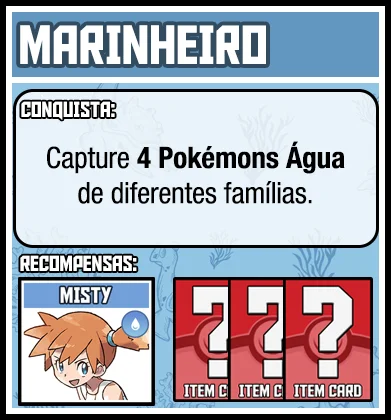 MARINHEIRO
CONQUISTA:
Capture 4 Pokémons Água
de diferentes famílias.
RECOMPENSAS:
MISTY
? ? ?
ITEM C ITEM C ITEM CARD